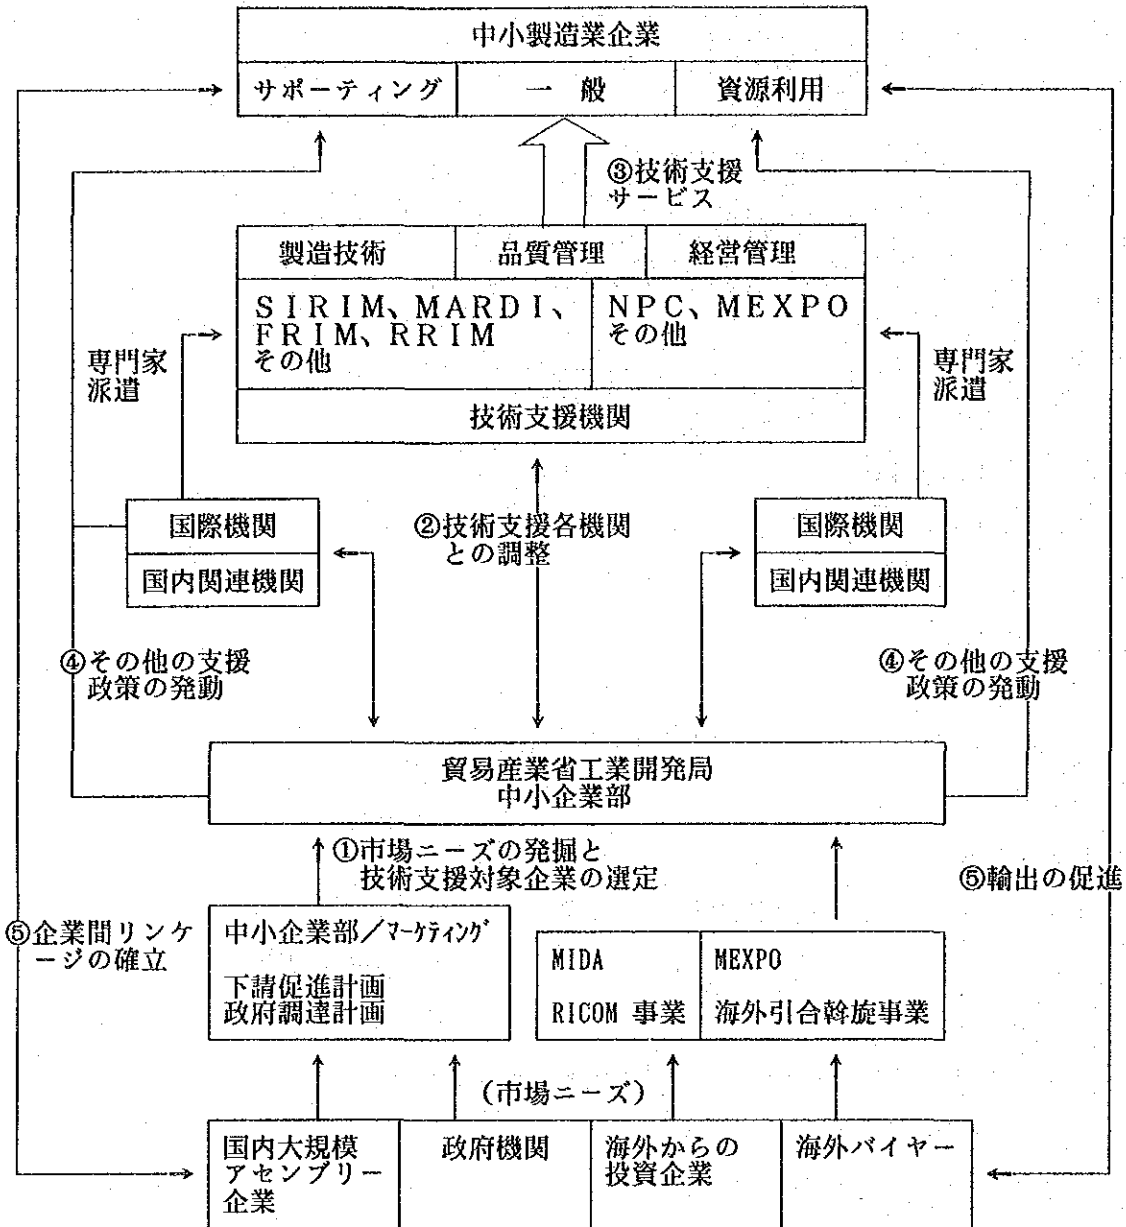 中小製造業企業
サポーティング
一 般
資源利用
③技術支援
サービス
製造技術
品質管理
経営管理
SIRIM、MARDI、
FRIM、RRIM
その他
NPC、MEXPO
その他
技術支援機関
専門家
派遣
専門家
派遣
国際機関
国内関連機関
②技術支援各機関
との調整
国際機関
国内関連機関
④その他の支援
政策の発動
④その他の支援
政策の発動
貿易産業省工業開発局
中小企業部
①市場ニーズの発掘と
技術支援対象企業の選定
⑤企業間リンケ
ージの確立
⑤輸出の促進
中小企業部/マーケティング
下請促進計画
政府調達計画
MIDA
RICOM 事業
MEXPO
海外引合斡旋事業
(市場ニーズ)
国内大規模
アセンブリー
企業
政府機関
海外からの
投資企業
海外バイヤー